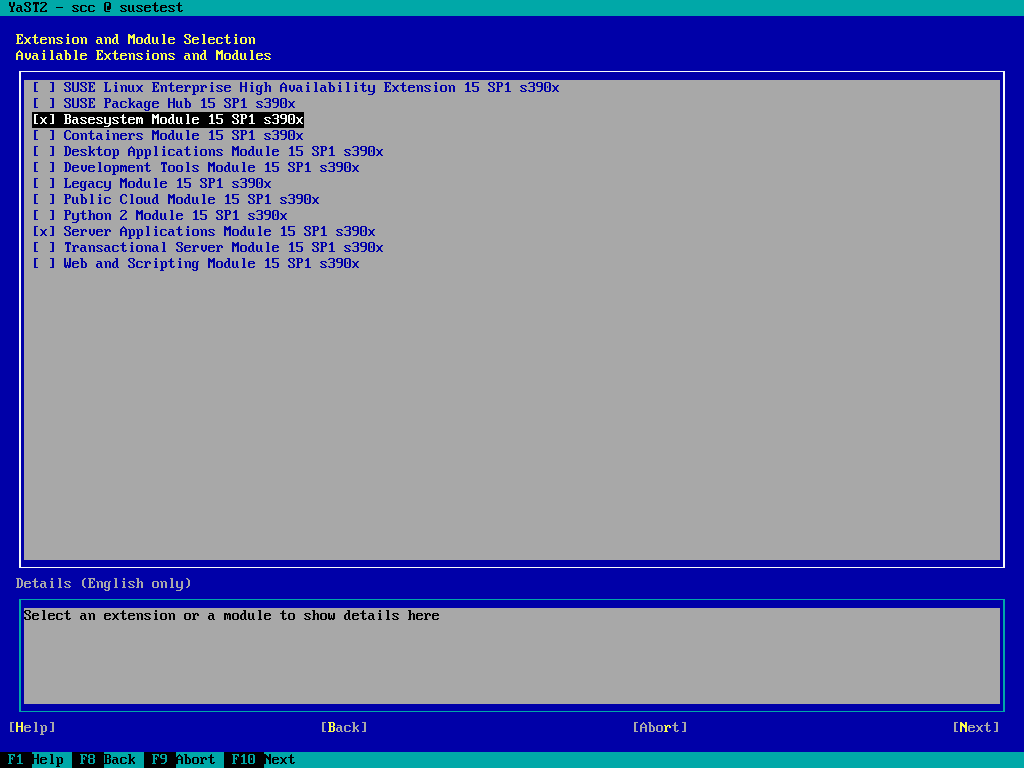 YaST2 - scc @ susetest
Extension and Module Selection
Available Extensions and Modules
[ ] SUSE Linux Enterprise High Availability Extension 15 SP1 s390x
[ ] SUSE Package Hub 15 SP1 s390x
[x] Basesystem Module 15 SP1 s390x
[ ] Containers Module 15 SP1 s390x
[ ] Desktop Applications Module 15 SP1 s390x
[ ] Development Tools Module 15 SP1 s390x
[ ] Legacy Module 15 SP1 s390x
[ ] Public Cloud Module 15 SP1 s390x
[ ] Python 2 Module 15 SP1 s390x
[x] Server Applications Module 15 SP1 s390x
[ ] Transactional Server Module 15 SP1 s390x
[ ] Web and Scripting Module 15 SP1 s390x
Details (English only)
Select an extension or a module to show details here
[Help] [Back] [Abort] [Next]
F1 Help F8 Back F9 Abort F10 Next